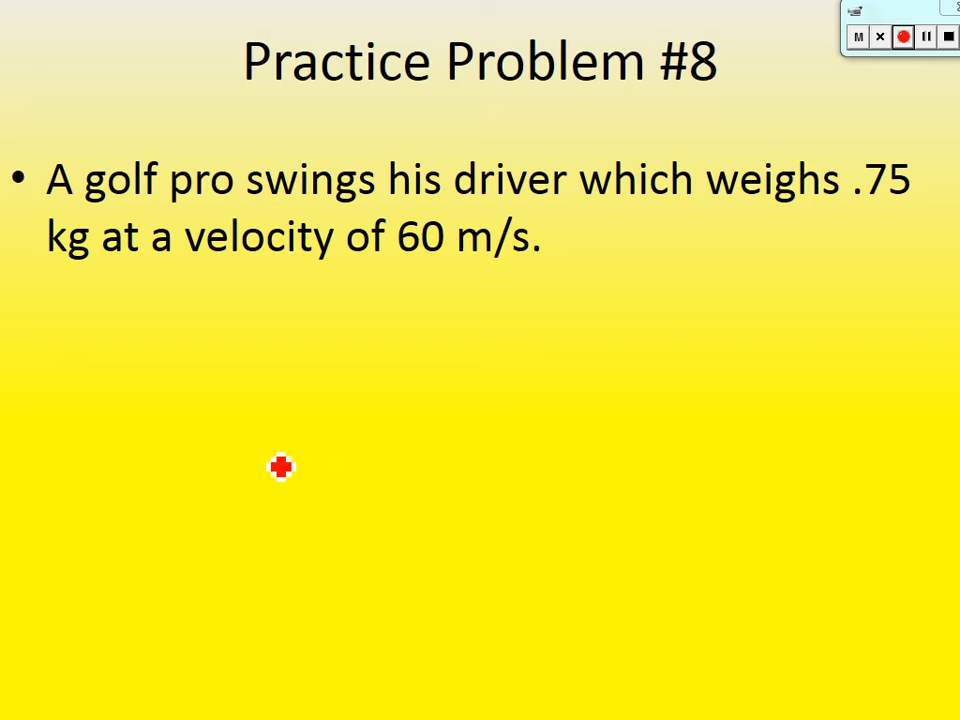 Practice Problem #8
M
• A golf pro swings his driver which weighs .75
kg at a velocity of 60 m/s.